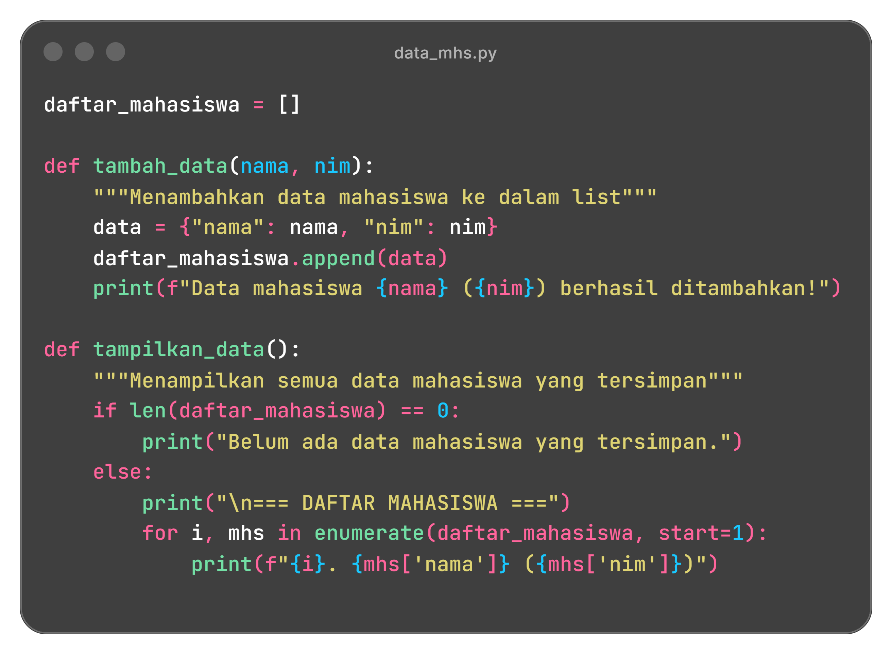 data_mhs.py
daftar_mahasiswa = []
def tambah_data(nama, nim):
    """Menambahkan data mahasiswa ke dalam list"""
    data = {"nama": nama, "nim": nim}
    daftar_mahasiswa.append(data)
    print(f"Data mahasiswa {nama} ({nim}) berhasil ditambahkan!")
def tampilkan_data():
    """Menampilkan semua data mahasiswa yang tersimpan"""
    if len(daftar_mahasiswa) == 0:
        print("Belum ada data mahasiswa yang tersimpan.")
    else:
        print("\n=== DAFTAR MAHASISWA ===")
        for i, mhs in enumerate(daftar_mahasiswa, start=1):
            print(f"{i}. {mhs['nama']} ({mhs['nim']})")